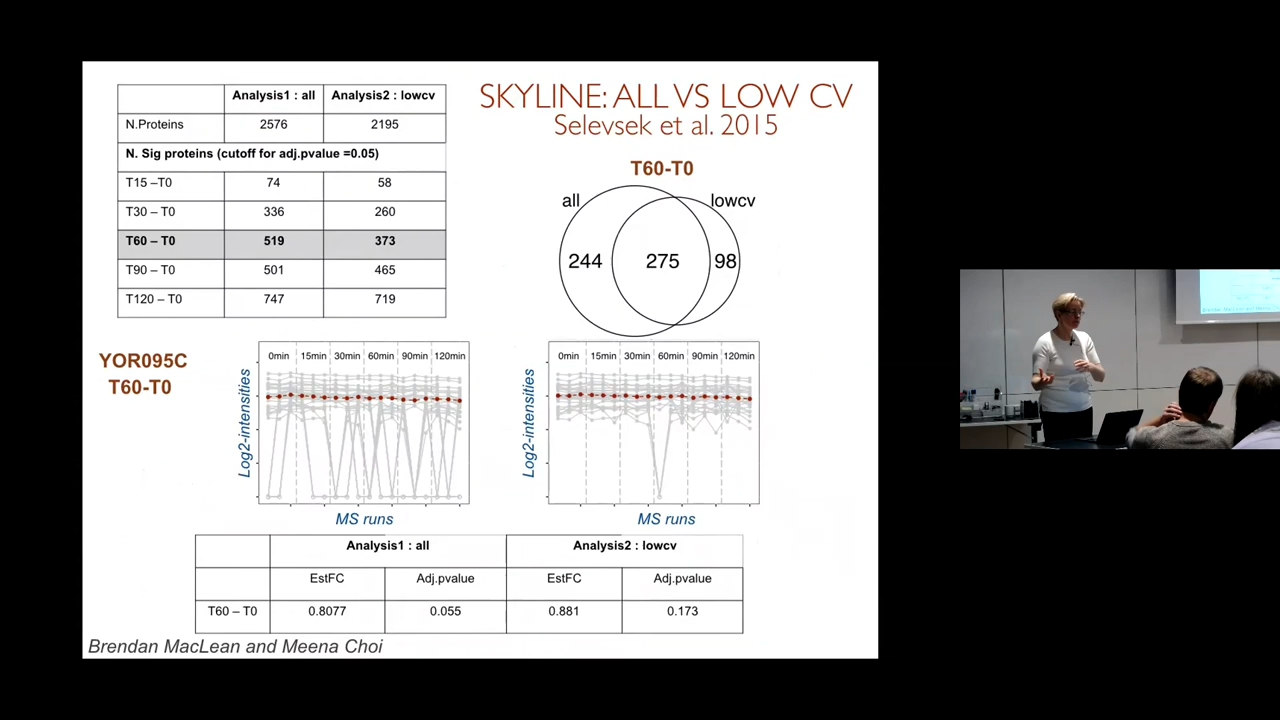 SKYLINE: ALL VS LOW CV
Selevsek et al. 2015
Analysis1 : all Analysis2 : lowcv
N.Proteins 2576 2195
N. Sig proteins (cutoff for adj.pvalue =0.05)
T15 –T0 74 58
T30 – T0 336 260
T60 – T0 519 373
T90 – T0 501 465
T120 – T0 747 719
T60-T0
all lowcv
244 275 98
YOR095C
T60-T0
Log2-intensities
0min 15min 30min 60min 90min 120min
MS runs
Log2-intensities
0min 15min 30min 60min 90min 120min
MS runs
Analysis1 : all Analysis2 : lowcv
EstFC Adj.pvalue EstFC Adj.pvalue
T60 – T0 0.8077 0.055 0.881 0.173
Brendan MacLean and Meena Choi
Brendan MacLean and Meena Choi